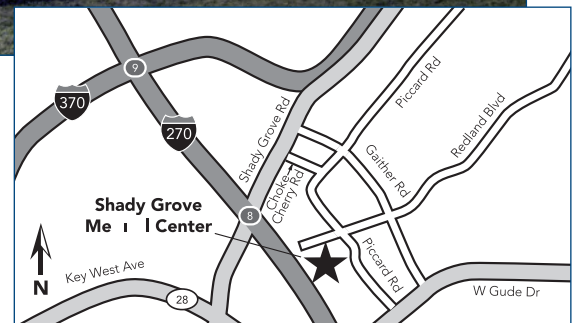 9
370
270
Shady Grove Rd
Piccard Rd
Redland Blvd
Gaither Rd
Choke
Cherry Rd
Shady Grove
Center
8
Piccard Rd
N
Key West Ave
28
W Gude Dr